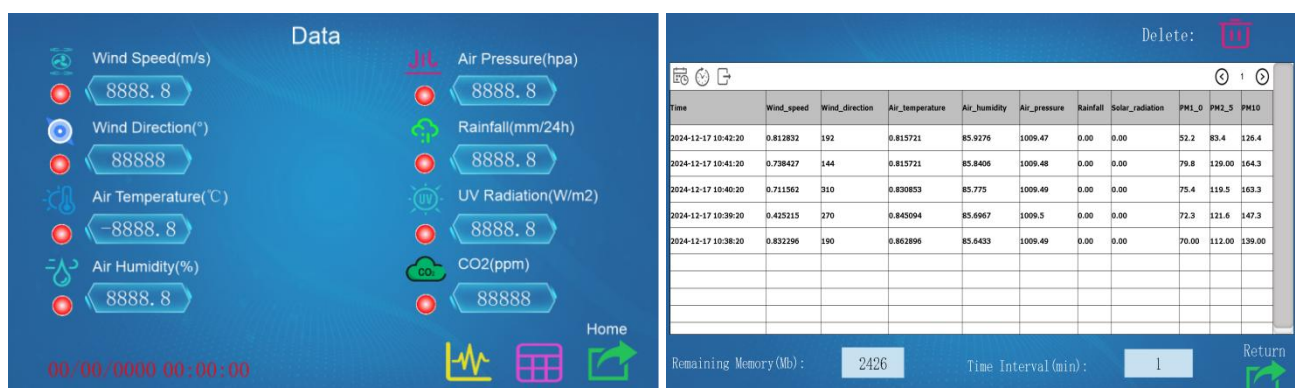 Data
Wind Speed(m/s)
8888.8
Wind Direction(°)
88888
Air Temperature(℃)
-8888.8
Air Humidity(%)
8888.8
Air Pressure(hpa)
8888.8
Rainfall(mm/24h)
8888.8
UV
UV Radiation(W/m2)
8888.8
CO2
CO2(ppm)
88888
Home
00/00/0000 00:00:00
Delete:
1
Time Wind_speed Wind_direction Air_temperature Air_humidity Air_pressure Rainfall Solar_radiation PM1_0 PM2_5 PM10
2024-12-17 10:42:20 0.812832 192 0.815721 85.9276 1009.47 0.00 0.00 52.2 83.4 126.4
2024-12-17 10:41:20 0.738427 144 0.815721 85.8406 1009.48 0.00 0.00 79.8 129.00 164.3
2024-12-17 10:40:20 0.711562 310 0.830853 85.775 1009.49 0.00 0.00 75.4 119.5 163.3
2024-12-17 10:39:20 0.425215 270 0.845094 85.6967 1009.5 0.00 0.00 72.3 121.6 147.3
2024-12-17 10:38:20 0.832296 190 0.862896 85.6433 1009.49 0.00 0.00 70.00 112.00 139.00
Remaining Memory(Mb): 2426 Time Interval(min): 1 Return